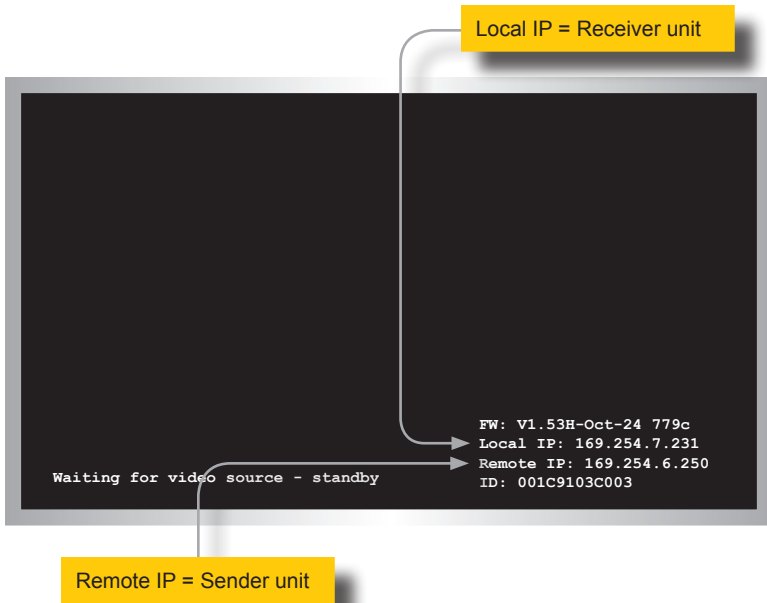 Local IP = Receiver unit
FW: V1.53H-Oct-24 779c
Local IP: 169.254.7.231
Remote IP: 169.254.6.250
Waiting for video source - standby
ID: 001C9103C003
Remote IP = Sender unit